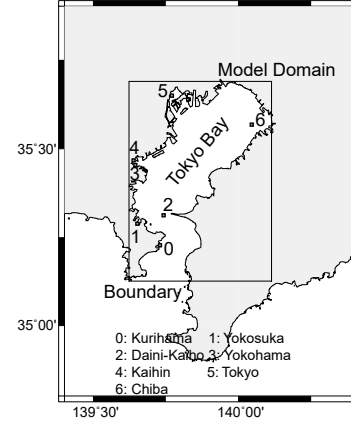 Model Domain
5
6
35˚30'
4
3
Tokyo Bay
2
1
0
Boundary
35˚00'
0: Kurihama 1: Yokosuka
2: Daini-Kaiho 3: Yokohama
4: Kaihin 5: Tokyo
6: Chiba
139˚30' 140˚00'